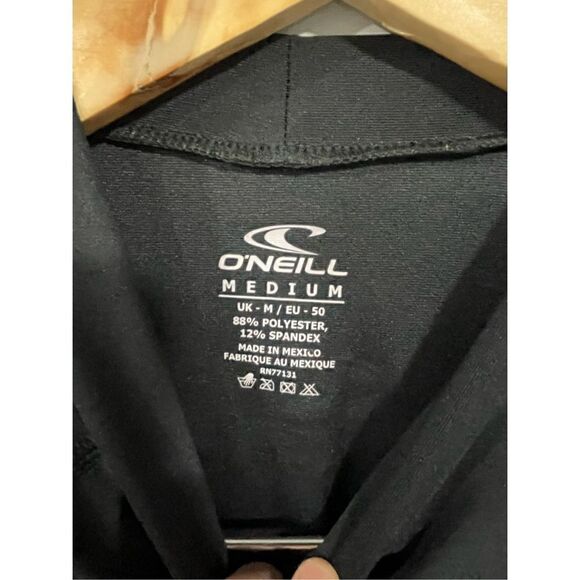 O'NEILL
MEDIUM
UK - M / EU - 50
88% POLYESTER,
12% SPANDEX
MADE IN MEXICO
FABRIQUE AU MEXIQUE
RN77131